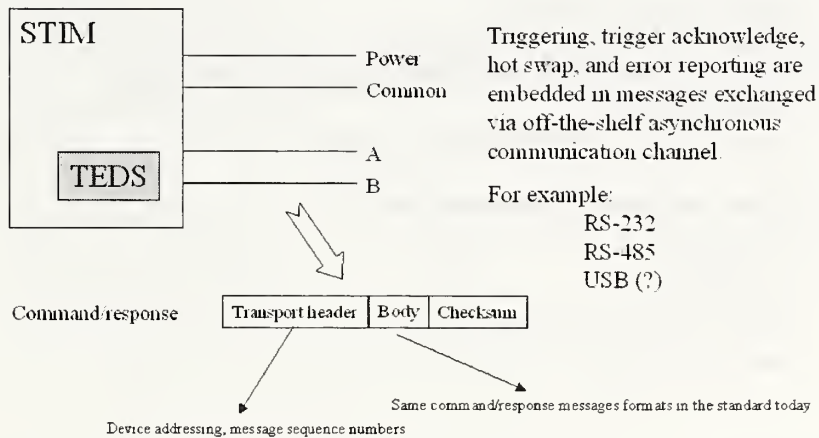 STIM
Power
Common
A
TEDS
B
Triggering, trigger acknowledge,
hot swap, and error reporting are
embedded in messages exchanged
via off-the-shelf asynchronous
communication channel.
For example:
RS-232
RS-485
USB (?)
Command/response
Transport header Body Checksum
Same command/response messages formats in the standard today
Device addressing, message sequence numbers